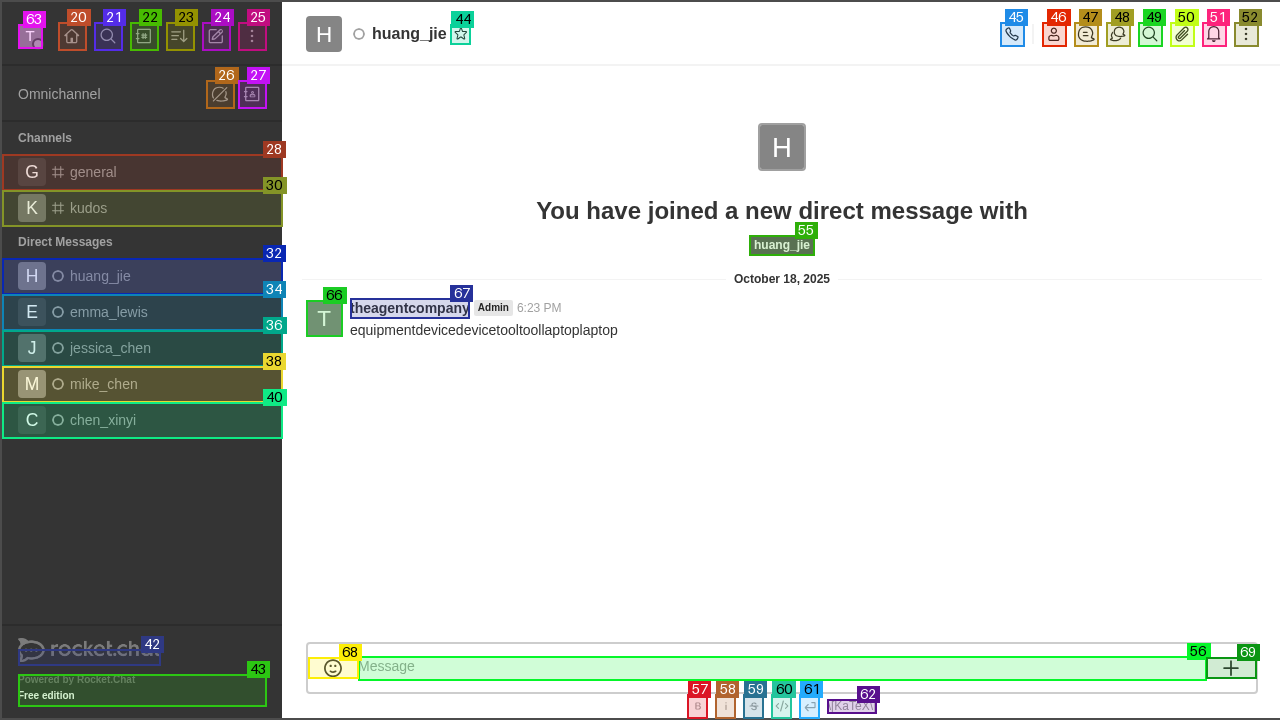 63 20 21 22 23 24 25
T
26 27
Omnichannel
Channels
28
G general
30
K kudos
Direct Messages
32
H huang_jie
34
E emma_lewis
36
J jessica_chen
38
M mike_chen
40
C chen_xinyi
42
rocket.chat
43
Powered by Rocket.Chat
Free edition
44 45 46 47 48 49 50 51 52
H huang_jie
H
You have joined a new direct message with
55
huang_jie
October 18, 2025
66 67
T theagentcompany Admin 6:23 PM
equipmentdevicedevicetooltoollaptoplaptop
68 56 69
Message
57 58 59 60 61 62
B i S </> \[KaTeX\]